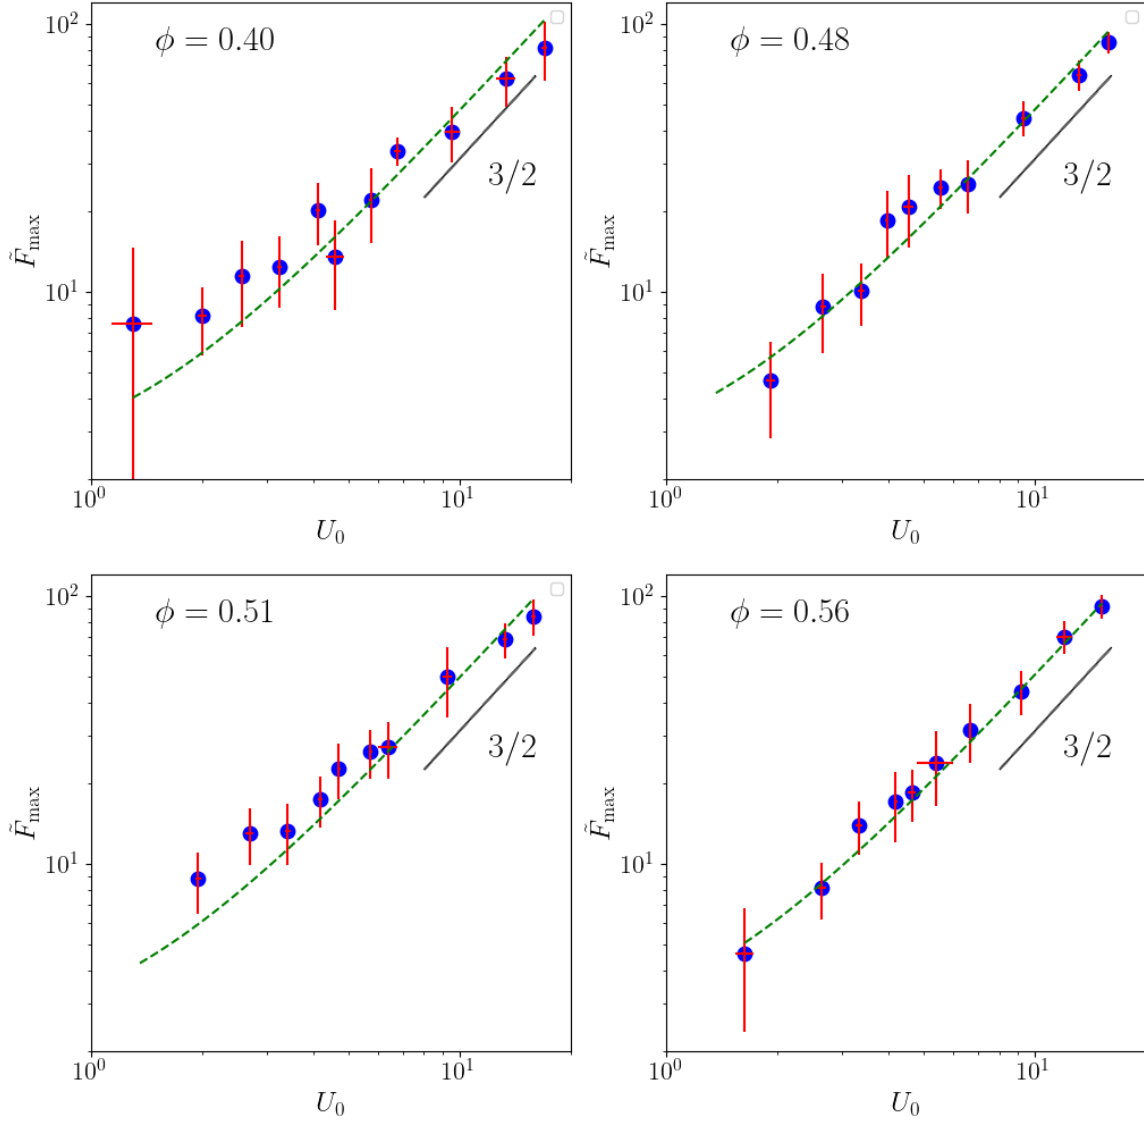 ϕ = 0.40
10²
10¹
F̃max
3/2
10⁰
10¹
U₀
ϕ = 0.48
10²
10¹
F̃max
3/2
10⁰
10¹
U₀
ϕ = 0.51
10²
10¹
F̃max
3/2
10⁰
10¹
U₀
ϕ = 0.56
10²
10¹
F̃max
3/2
10⁰
10¹
U₀